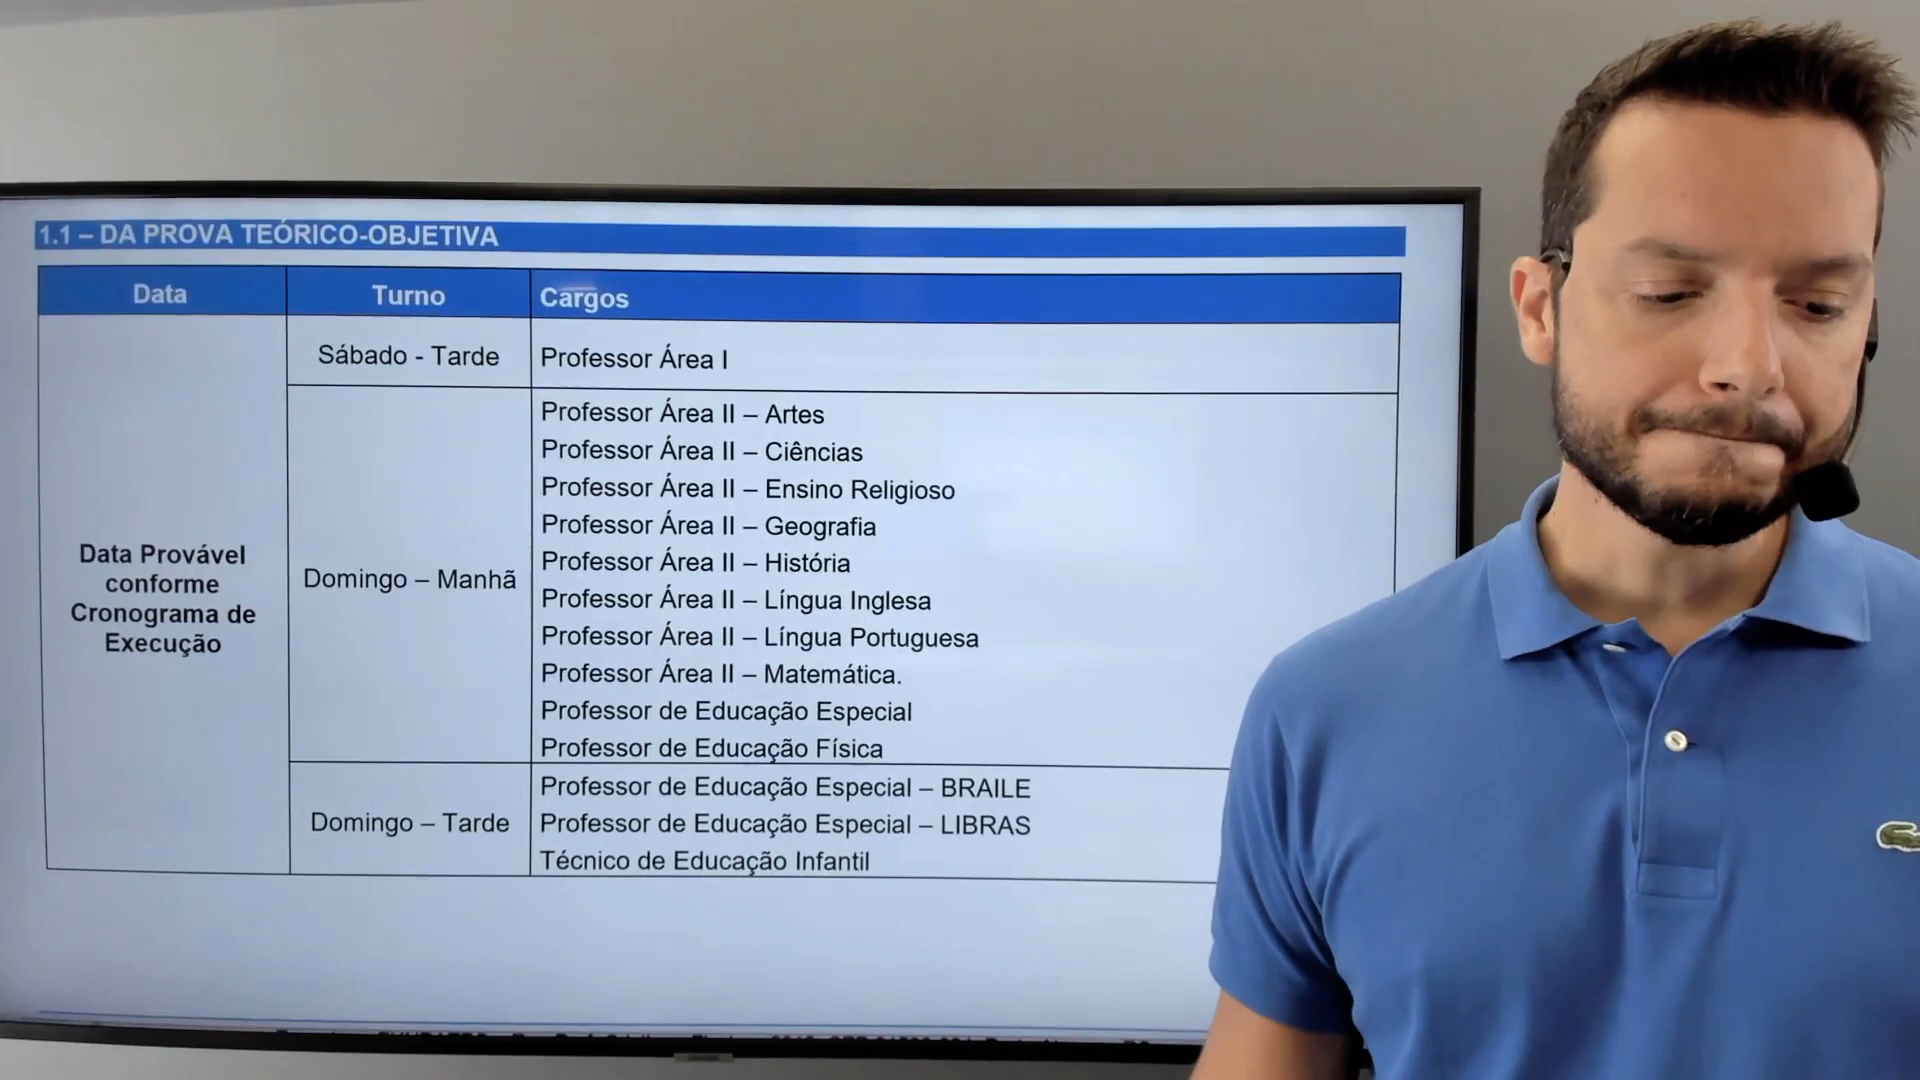 1.1 – DA PROVA TEÓRICO-OBJETIVA
Data
Turno
Cargos
Data Provável
conforme
Cronograma de
Execução
Sábado - Tarde
Professor Área I
Domingo – Manhã
Professor Área II – Artes
Professor Área II – Ciências
Professor Área II – Ensino Religioso
Professor Área II – Geografia
Professor Área II – História
Professor Área II – Língua Inglesa
Professor Área II – Língua Portuguesa
Professor Área II – Matemática.
Professor de Educação Especial
Professor de Educação Física
Domingo – Tarde
Professor de Educação Especial – BRAILE
Professor de Educação Especial – LIBRAS
Técnico de Educação Infantil